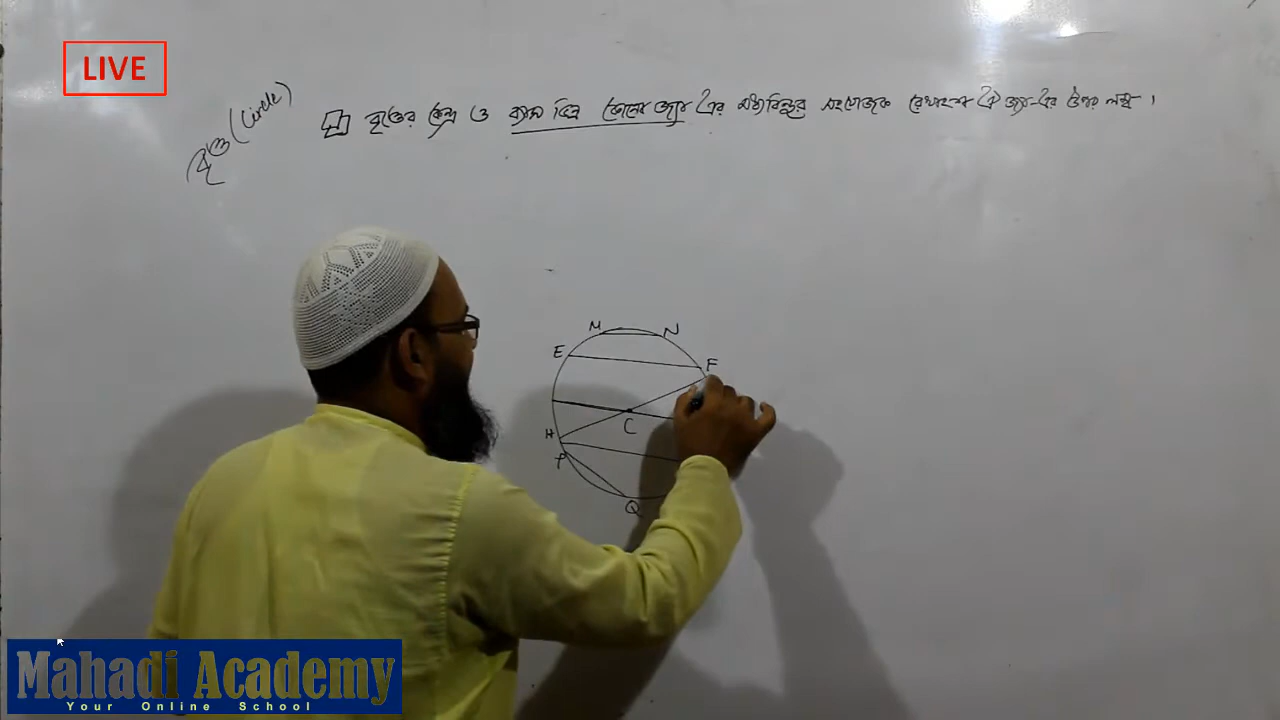 LIVE
বৃত্ত (Circle)
বৃত্তের কেন্দ্র ও ব্যাস ভিন্ন কোনো জ্যা এর মধ্যবিন্দুর সংযোজক রেখাংশ ঐ জ্যা-এর উপর লম্ব।
M N
E F
C
H
P
Q
Mahadi Academy
Your Online School